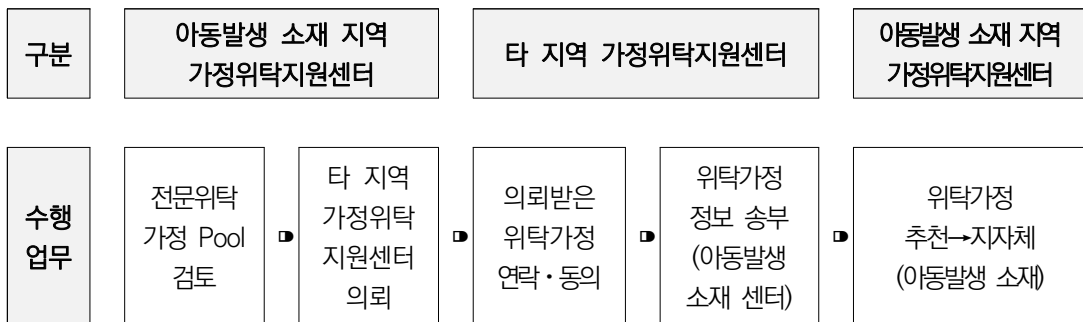 구분
아동발생 소재 지역
가정위탁지원센터
타 지역 가정위탁지원센터
아동발생 소재 지역
가정위탁지원센터
수행
업무
전문위탁
가정 Pool
검토
타 지역
가정위탁
지원센터
의뢰
의뢰받은
위탁가정
연락・동의
위탁가정
정보 송부
(아동발생
소재 센터)
위탁가정
추천→지자체
(아동발생 소재)